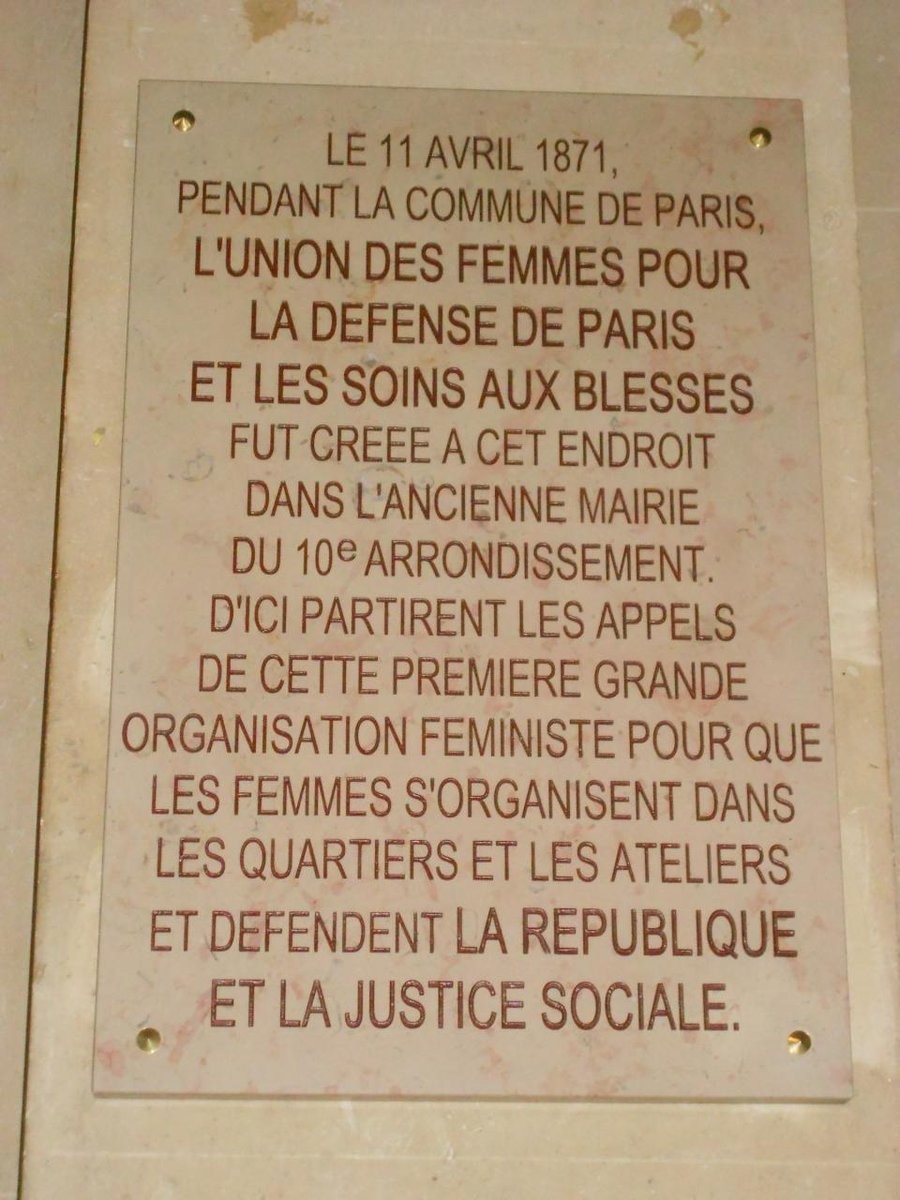 LE 11 AVRIL 1871,
PENDANT LA COMMUNE DE PARIS,
L'UNION DES FEMMES POUR
LA DEFENSE DE PARIS
ET LES SOINS AUX BLESSES
FUT CREEE A CET ENDROIT
DANS L'ANCIENNE MAIRIE
DU 10e ARRONDISSEMENT.
D'ICI PARTIRENT LES APPELS
DE CETTE PREMIERE GRANDE
ORGANISATION FEMINISTE POUR QUE
LES FEMMES S'ORGANISENT DANS
LES QUARTIERS ET LES ATELIERS
ET DEFENDENT LA REPUBLIQUE
ET LA JUSTICE SOCIALE.